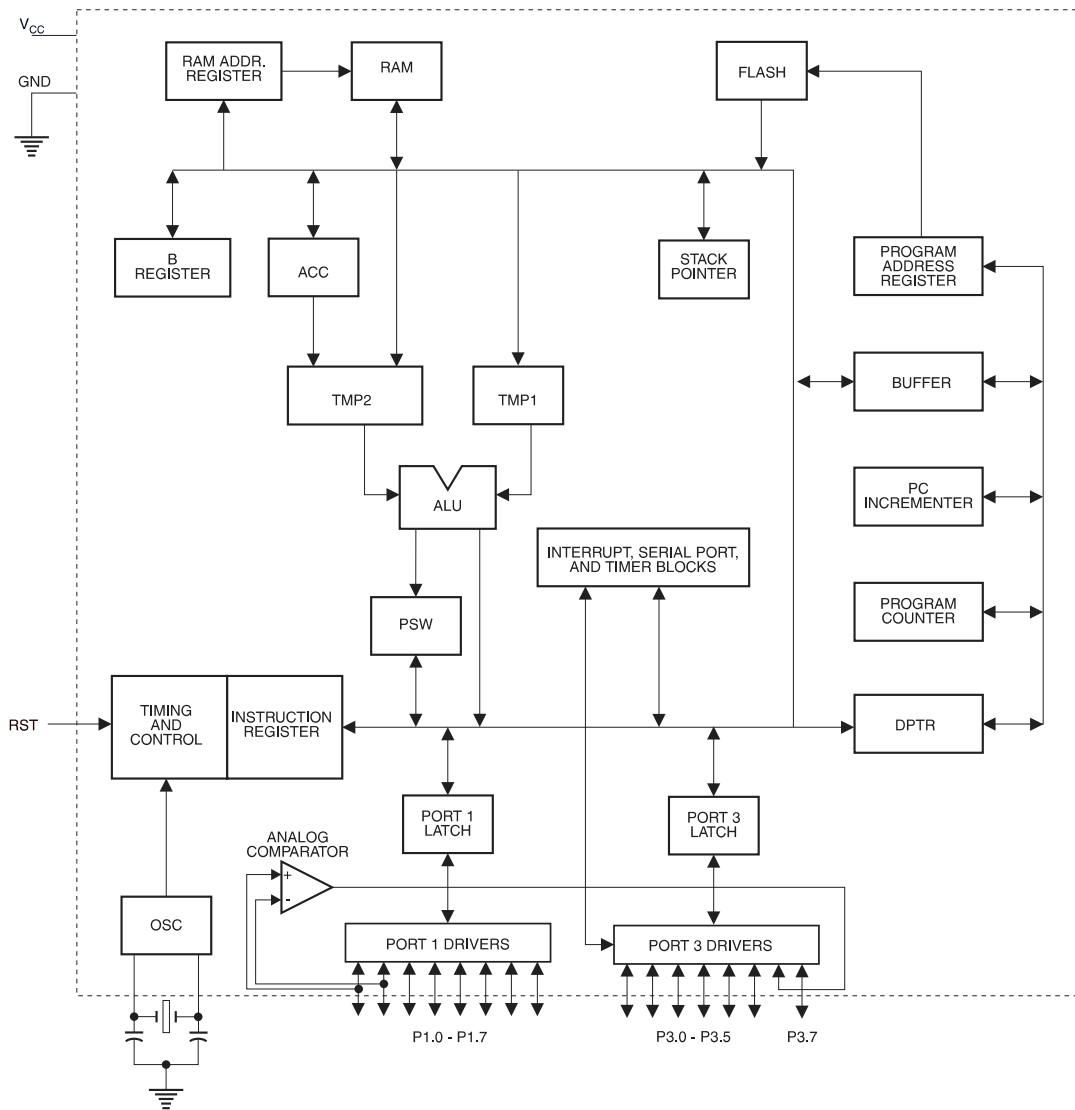 VCC
GND
RAM ADDR.
REGISTER
RAM
FLASH
B
REGISTER
ACC
STACK
POINTER
PROGRAM
ADDRESS
REGISTER
TMP2
TMP1
BUFFER
ALU
PC
INCREMENTER
INTERRUPT, SERIAL PORT,
AND TIMER BLOCKS
PSW
PROGRAM
COUNTER
RST
TIMING
AND
CONTROL
INSTRUCTION
REGISTER
DPTR
PORT 1
LATCH
PORT 3
LATCH
ANALOG
COMPARATOR
+
-
OSC
PORT 1 DRIVERS
PORT 3 DRIVERS
P1.0 - P1.7
P3.0 - P3.5
P3.7